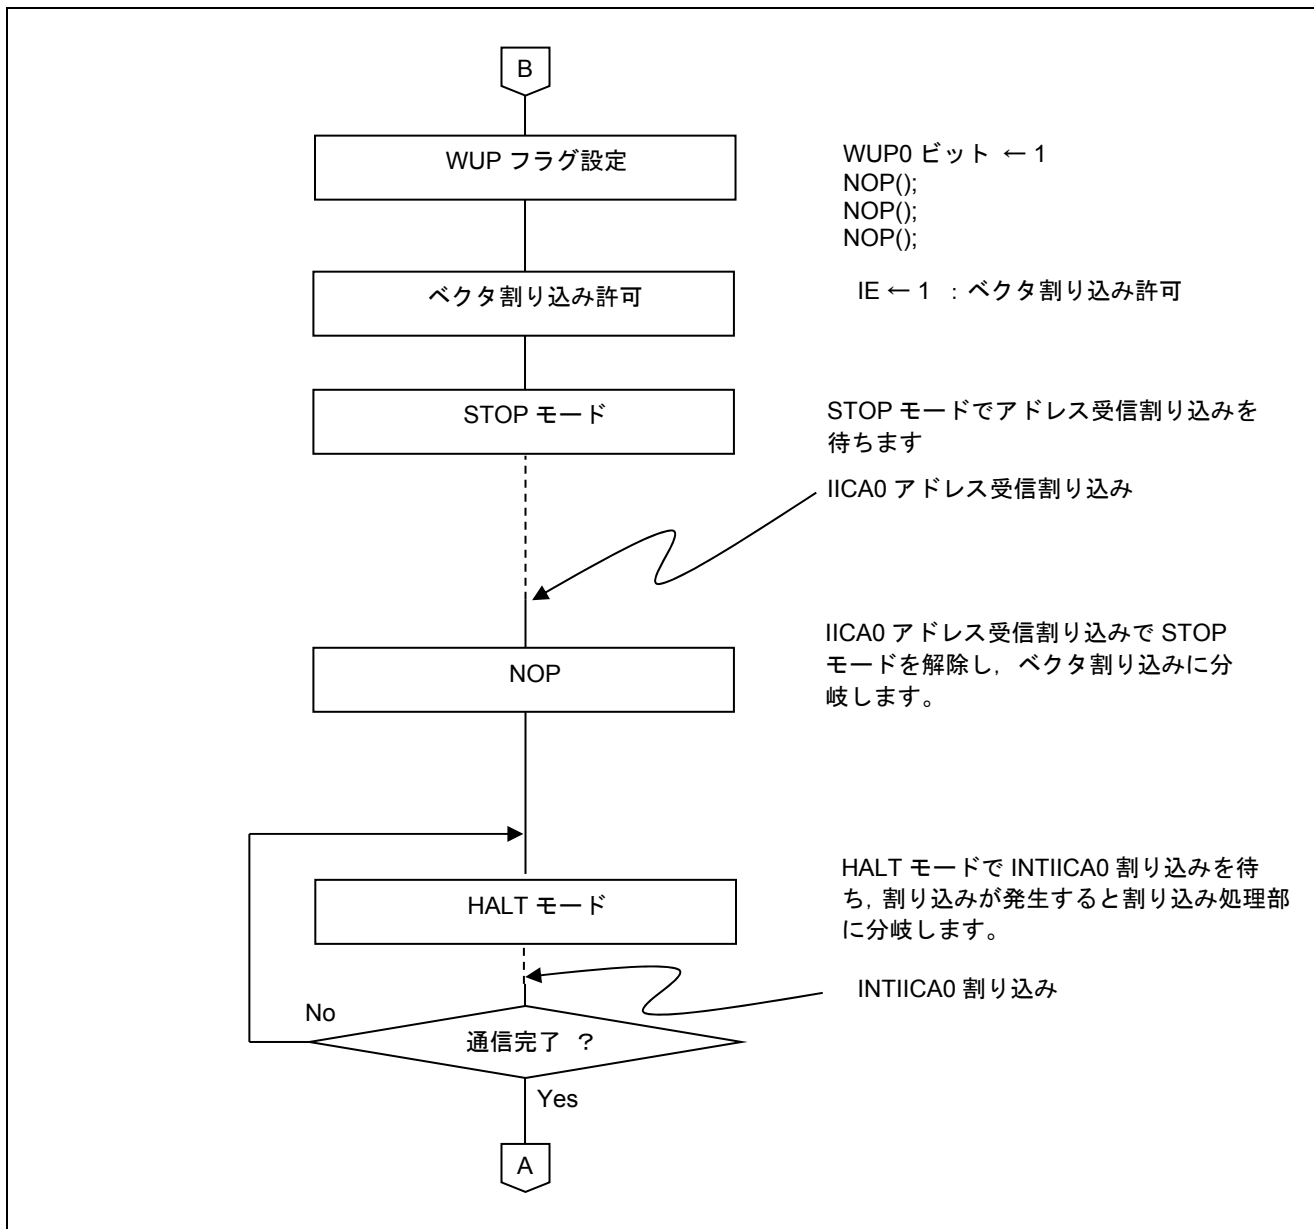 B
WUP フラグ設定
WUP0 ビット ← 1
NOP();
NOP();
NOP();
ベクタ割り込み許可
IE ← 1 : ベクタ割り込み許可
STOP モード
STOP モードでアドレス受信割り込みを
待ちます
IICA0 アドレス受信割り込み
NOP
IICA0 アドレス受信割り込みで STOP
モードを解除し, ベクタ割り込みに分
岐します。
HALT モード
HALT モードで INTIICA0 割り込みを待
ち, 割り込みが発生すると割り込み処理部
に分岐します。
INTIICA0 割り込み
No
通信完了 ?
Yes
A